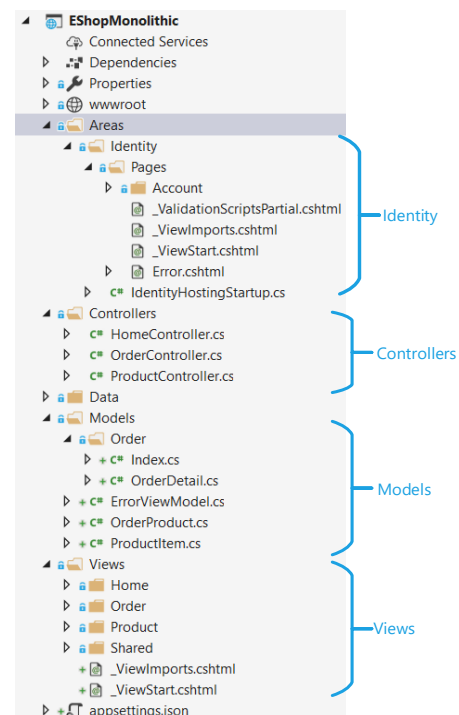 EShopMonolithic
Connected Services
Dependencies
Properties
wwwroot
Areas
Identity
Pages
Account
_ValidationScriptsPartial.cshtml
_ViewImports.cshtml
_ViewStart.cshtml
Identity
Error.cshtml
C# IdentityHostingStartup.cs
Controllers
C# HomeController.cs
C# OrderController.cs
Controllers
C# ProductController.cs
Data
Models
Order
+ C# Index.cs
+ C# OrderDetail.cs
Models
+ C# ErrorViewModel.cs
+ C# OrderProduct.cs
+ C# ProductItem.cs
Views
Home
Order
Product
Views
Shared
+ _ViewImports.cshtml
+ _ViewStart.cshtml
+ appsettings.json